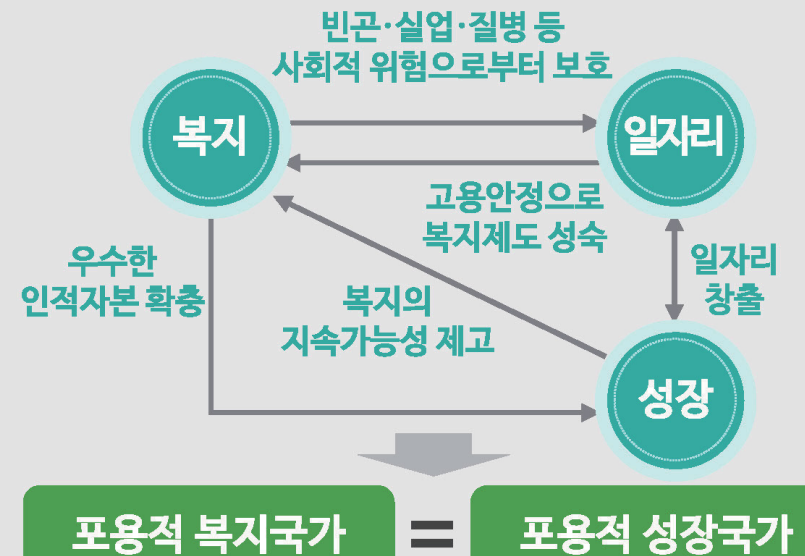 빈곤·실업·질병 등
사회적 위험으로부터 보호
복지
일자리
고용안정으로
복지제도 성숙
우수한
인적자본 확충
복지의
지속가능성 제고
일자리
창출
성장
포용적 복지국가 = 포용적 성장국가